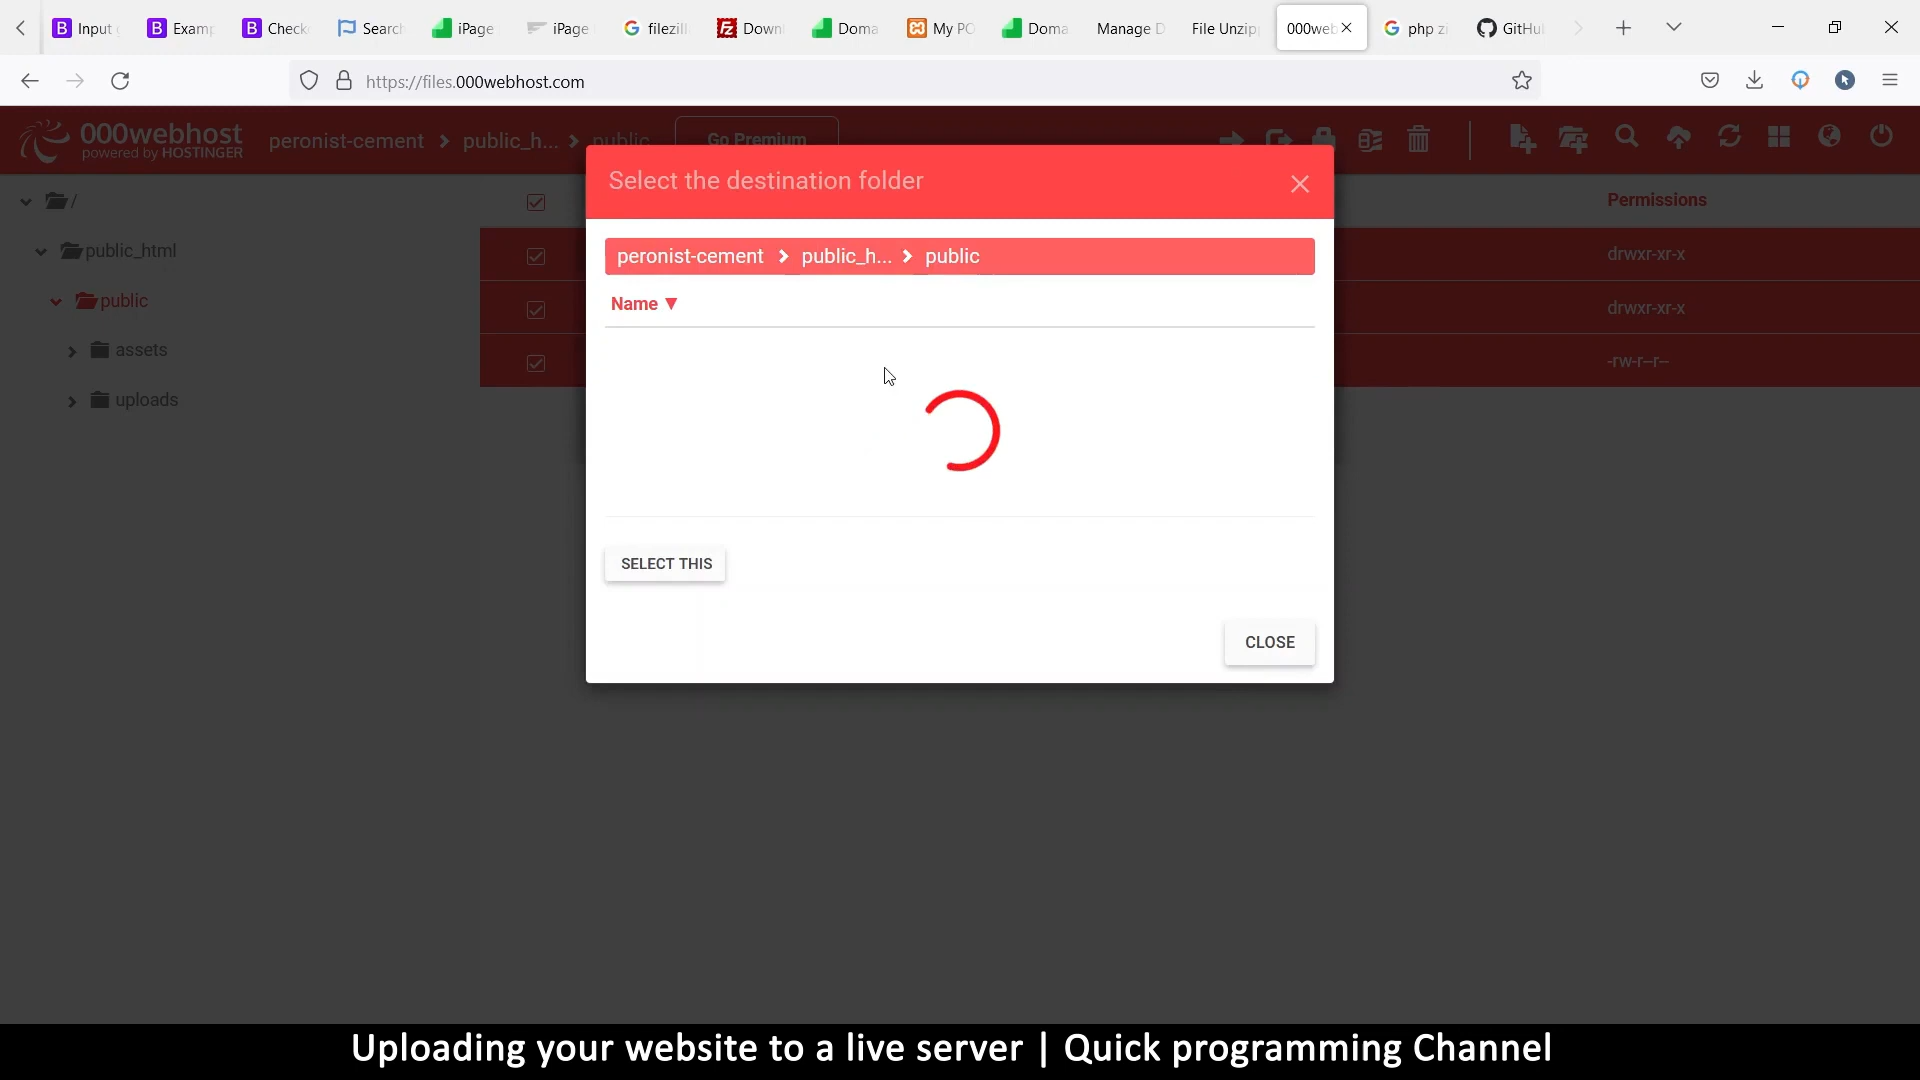 Input
Examp
Check
Search
iPage
iPage
filezill
Down
Doma
My PO
Doma
Manage D
File Unzip
000web
php zi
GitHu
https://files.000webhost.com
000webhost
powered by HOSTINGER
peronist-cement
public_h...
public
Go Premium
/
public_html
public
assets
uploads
Permissions
drwxr-xr-x
drwxr-xr-x
-rw-r--r--
Select the destination folder
peronist-cement
public_h...
public
Name ▼
SELECT THIS
CLOSE
Uploading your website to a live server | Quick programming Channel